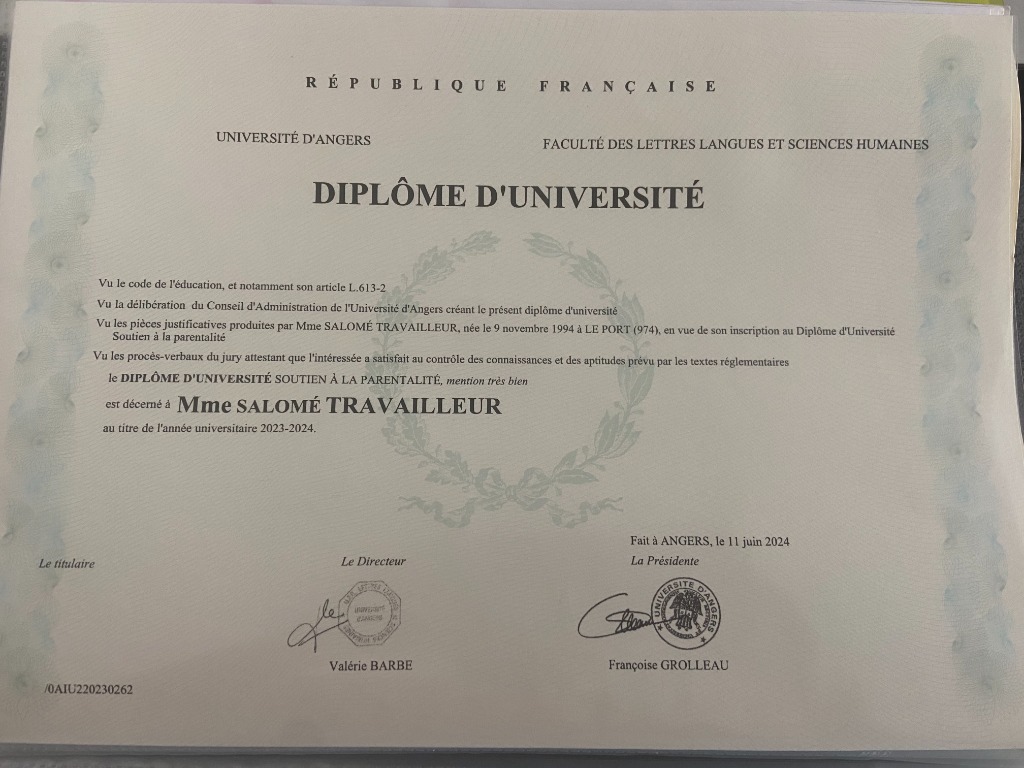 RÉPUBLIQUE FRANÇAISE
UNIVERSITÉ D'ANGERS
FACULTÉ DES LETTRES LANGUES ET SCIENCES HUMAINES
DIPLÔME D'UNIVERSITÉ
Vu le code de l'éducation, et notamment son article L.613-2
Vu la délibération du Conseil d'Administration de l'Université d'Angers créant le présent diplôme d'université
Vu les pièces justificatives produites par Mme SALOMÉ TRAVAILLEUR, née le 9 novembre 1994 à LE PORT (974), en vue de son inscription au Diplôme d'Université
Soutien à la parentalité
Vu les procès-verbaux du jury attestant que l'intéressée a satisfait au contrôle des connaissances et des aptitudes prévu par les textes réglementaires
le DIPLÔME D'UNIVERSITÉ SOUTIEN À LA PARENTALITÉ, mention très bien
est décerné à Mme SALOMÉ TRAVAILLEUR
au titre de l'année universitaire 2023-2024.
Fait à ANGERS, le 11 juin 2024
Le titulaire
Le Directeur
La Présidente
UNIVERSITÉ D'ANGERS
Valérie BARBE
Françoise GROLLEAU
/0AIU220230262